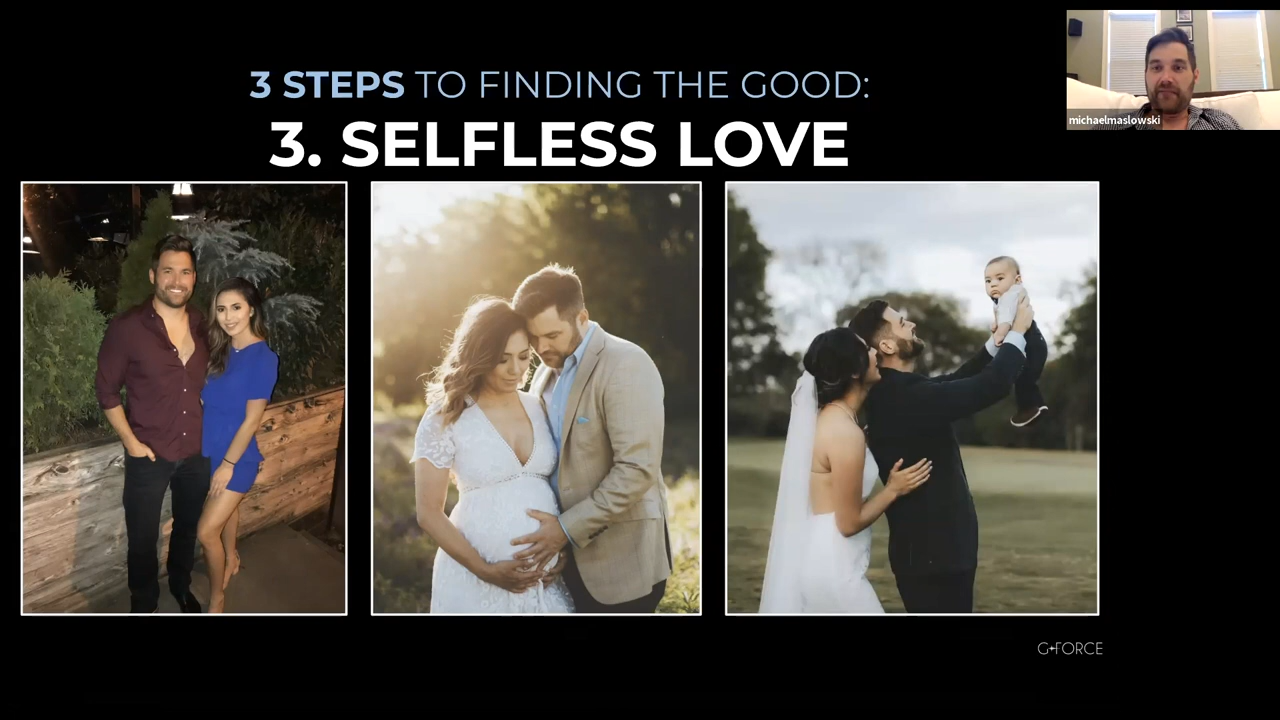 3 STEPS TO FINDING THE GOOD:
3. SELFLESS LOVE
michaelmaslowski
G+FORCE